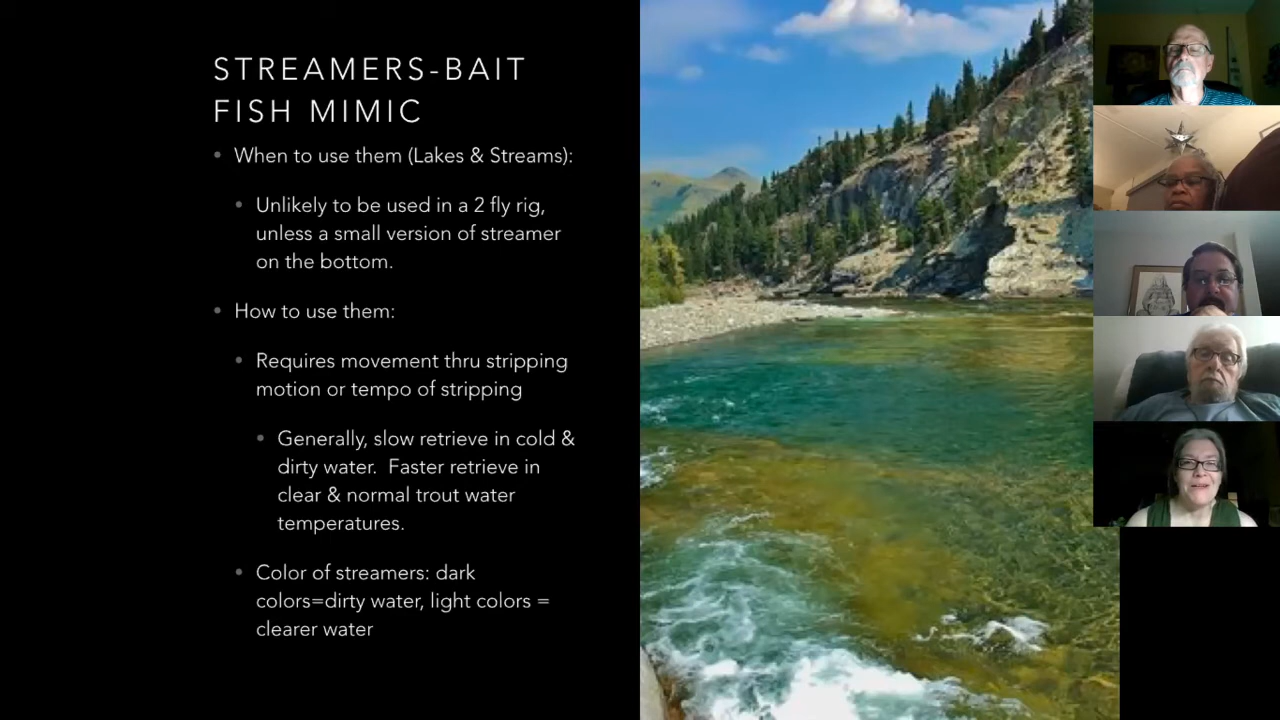 STREAMERS-BAIT
FISH MIMIC
• When to use them (Lakes & Streams):
• Unlikely to be used in a 2 fly rig,
unless a small version of streamer
on the bottom.
• How to use them:
• Requires movement thru stripping
motion or tempo of stripping
• Generally, slow retrieve in cold &
dirty water.  Faster retrieve in
clear & normal trout water
temperatures.
• Color of streamers: dark
colors=dirty water, light colors =
clearer water